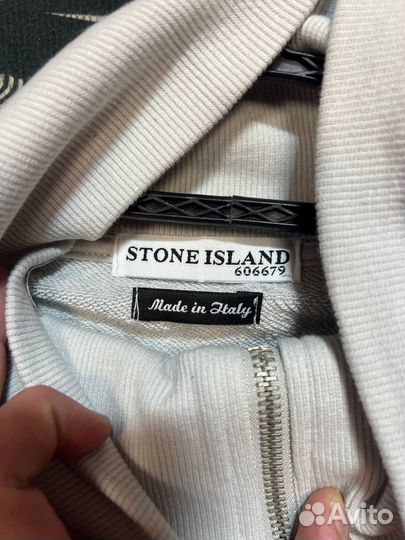 STONE ISLAND
606679
Made in Italy
Avito